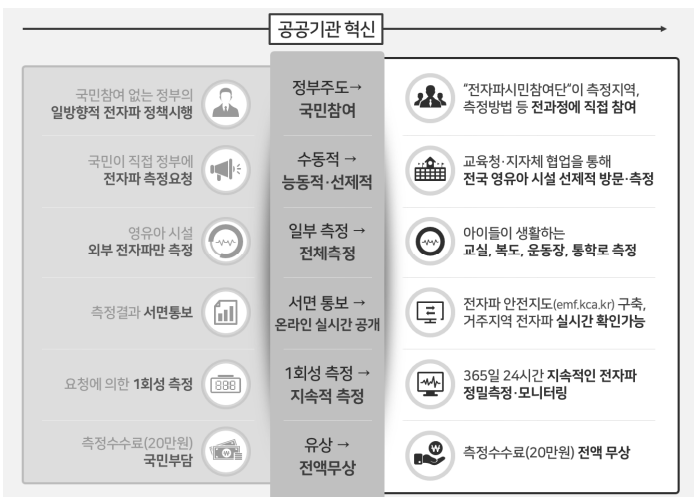 공공기관 혁신
국민참여 없는 정부의
일방향적 전자파 정책시행
정부주도→
국민참여
“전자파시민참여단”이 측정지역,
측정방법 등 전과정에 직접 참여
국민이 직접 정부에
전자파 측정요청
수동적 →
능동적·선제적
교육청·지자체 협업을 통해
전국 영유아 시설 선제적 방문·측정
영유아 시설
외부 전자파만 측정
일부 측정 →
전체측정
아이들이 생활하는
교실, 복도, 운동장, 통학로 측정
측정결과 서면통보
서면 통보 →
온라인 실시간 공개
전자파 안전지도(emf.kca.kr) 구축,
거주지역 전자파 실시간 확인가능
요청에 의한 1회성 측정
888
1회성 측정 →
지속적 측정
365일 24시간 지속적인 전자파
정밀측정·모니터링
측정수수료(20만원)
국민부담
유상 →
전액무상
측정수수료(20만원) 전액 무상